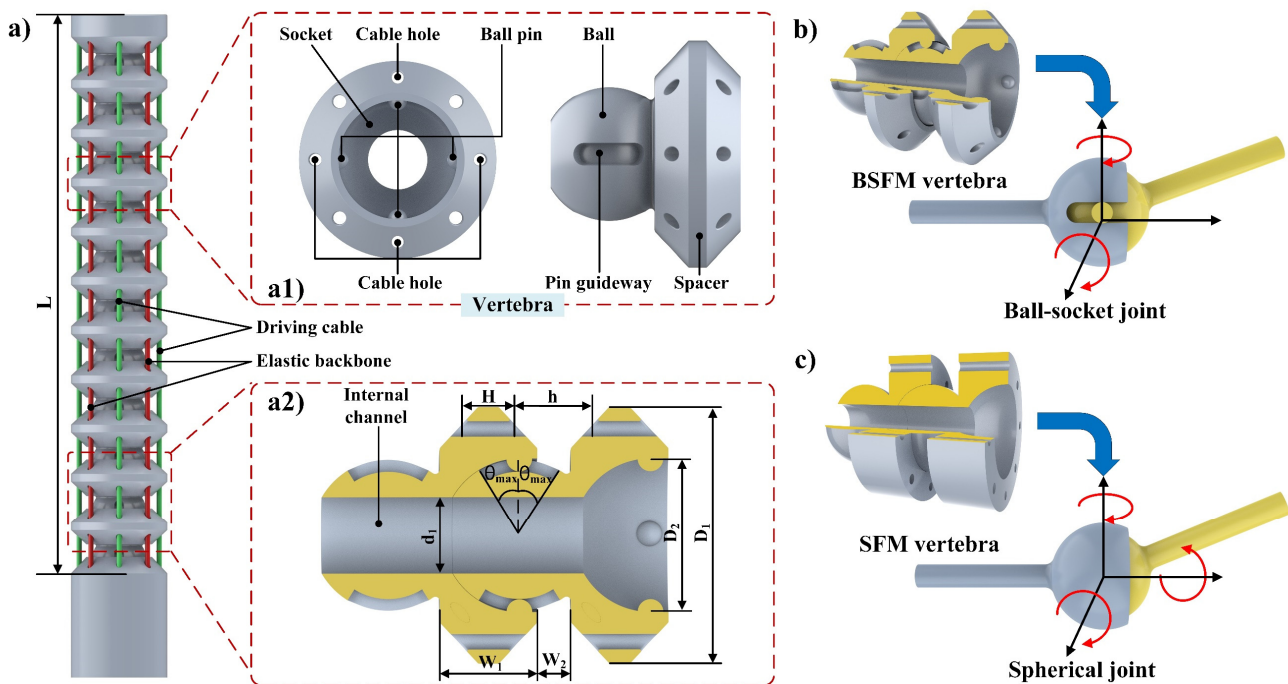 a)
L
Driving cable
Elastic backbone
Socket
Cable hole
Ball pin
Cable hole
a1)
Ball
Pin guideway
Spacer
Vertebra
a2)
Internal
channel
H
h
θmax
θmax
d1
D2
D1
W1
W2
b)
BSFM vertebra
Ball-socket joint
c)
SFM vertebra
Spherical joint